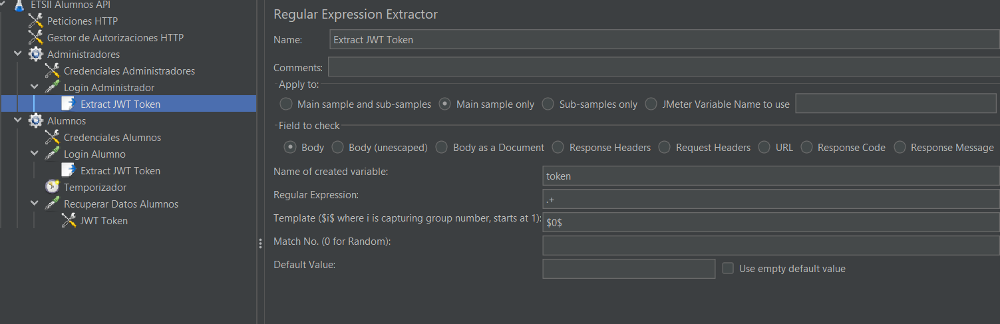 ETSII Alumnos API
Peticiones HTTP
Gestor de Autorizaciones HTTP
Administradores
Credenciales Administradores
Login Administrador
Extract JWT Token
Alumnos
Credenciales Alumnos
Login Alumno
Extract JWT Token
Temporizador
Recuperar Datos Alumnos
JWT Token
Regular Expression Extractor
Name: Extract JWT Token
Comments:
Apply to:
Main sample and sub-samples Main sample only Sub-samples only JMeter Variable Name to use
Field to check
Body Body (unescaped) Body as a Document Response Headers Request Headers URL Response Code Response Message
Name of created variable: token
Regular Expression: .+
Template ($i$ where i is capturing group number, starts at 1): $0$
Match No. (0 for Random):
Default Value: Use empty default value